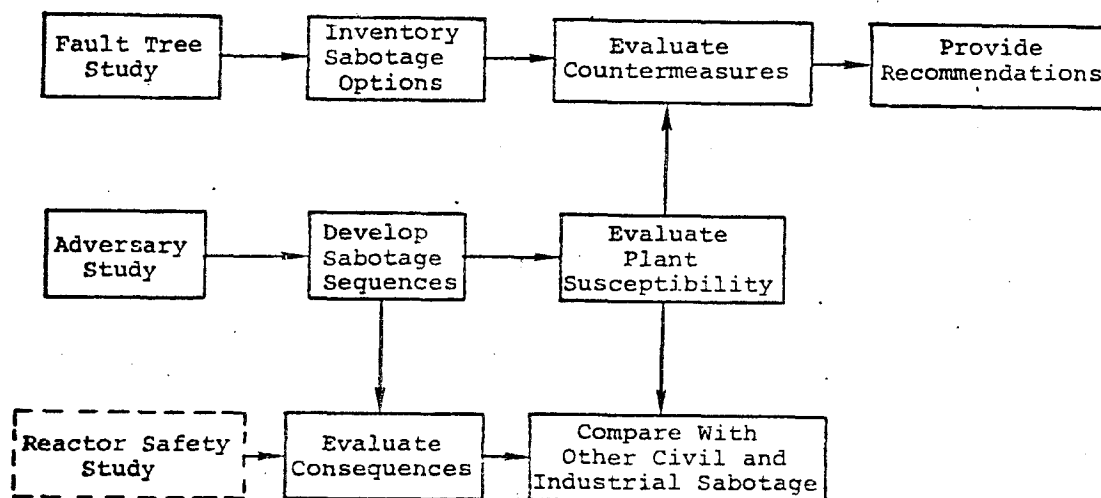 Fault Tree
Study
Inventory
Sabotage
Options
Evaluate
Countermeasures
Provide
Recommendations
Adversary
Study
Develop
Sabotage
Sequences
Evaluate
Plant
Susceptibility
Reactor Safety
Study
Evaluate
Consequences
Compare With
Other Civil and
Industrial Sabotage